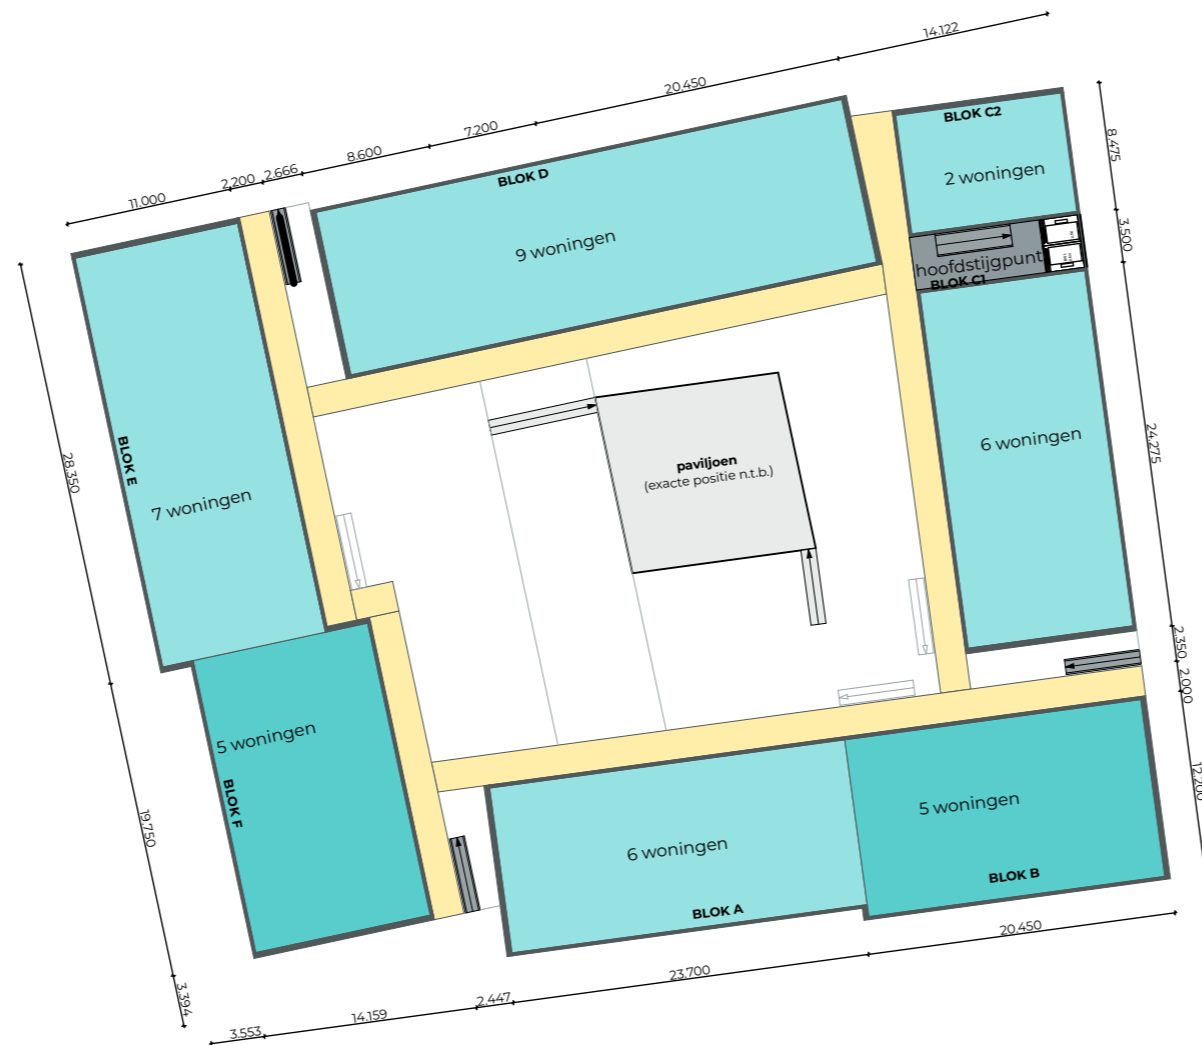 14.122
20.450
7.200
8.600
2.666
2.200
11.000
8.475
BLOK C2
2 woningen
BLOK D
9 woningen
3.500
hoofdstijgpunt
BLOK C1
28.350
BLOK E
7 woningen
paviljoen
(exacte positie n.t.b.)
6 woningen
24.275
2.350
2.000
5 woningen
BLOK F
19.750
12.200
5 woningen
BLOK B
6 woningen
BLOK A
20.450
23.700
2.447
14.159
3.553
3.394